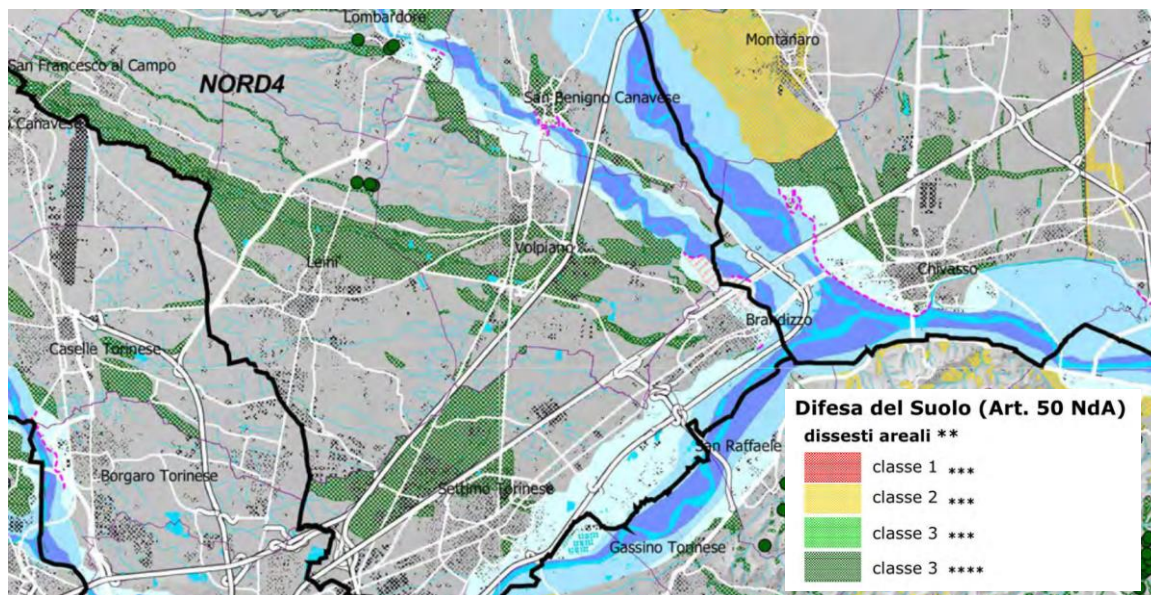 Lombardore
Montanaro
San Francesco al Campo
NORD4
San Benigno Canavese
Canavese
Volpiano
Leini'
Chivasso
Brandizzo
Caselle Torinese
San Raffaele
Borgaro Torinese
Settimo Torinese
Gassino Torinese
Difesa del Suolo (Art. 50 NdA)
dissesti areali **
classe 1 ***
classe 2 ***
classe 3 ***
classe 3 ****